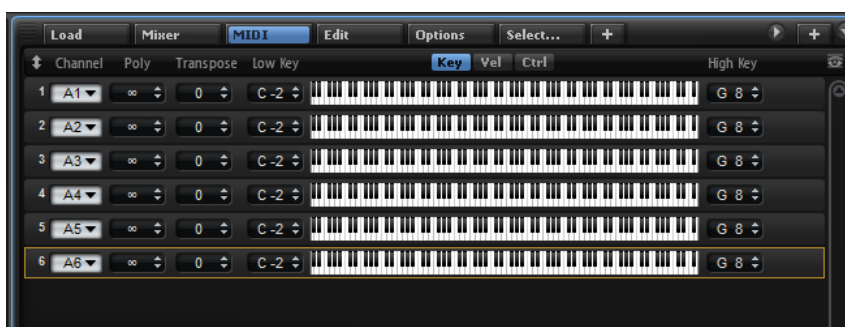 Load Mixer MIDI Edit Options Select... +  +
Channel Poly Transpose Low Key Key Vel Ctrl High Key
1 A1 ∞ 0 C -2 G 8
2 A2 ∞ 0 C -2 G 8
3 A3 ∞ 0 C -2 G 8
4 A4 ∞ 0 C -2 G 8
5 A5 ∞ 0 C -2 G 8
6 A6 ∞ 0 C -2 G 8